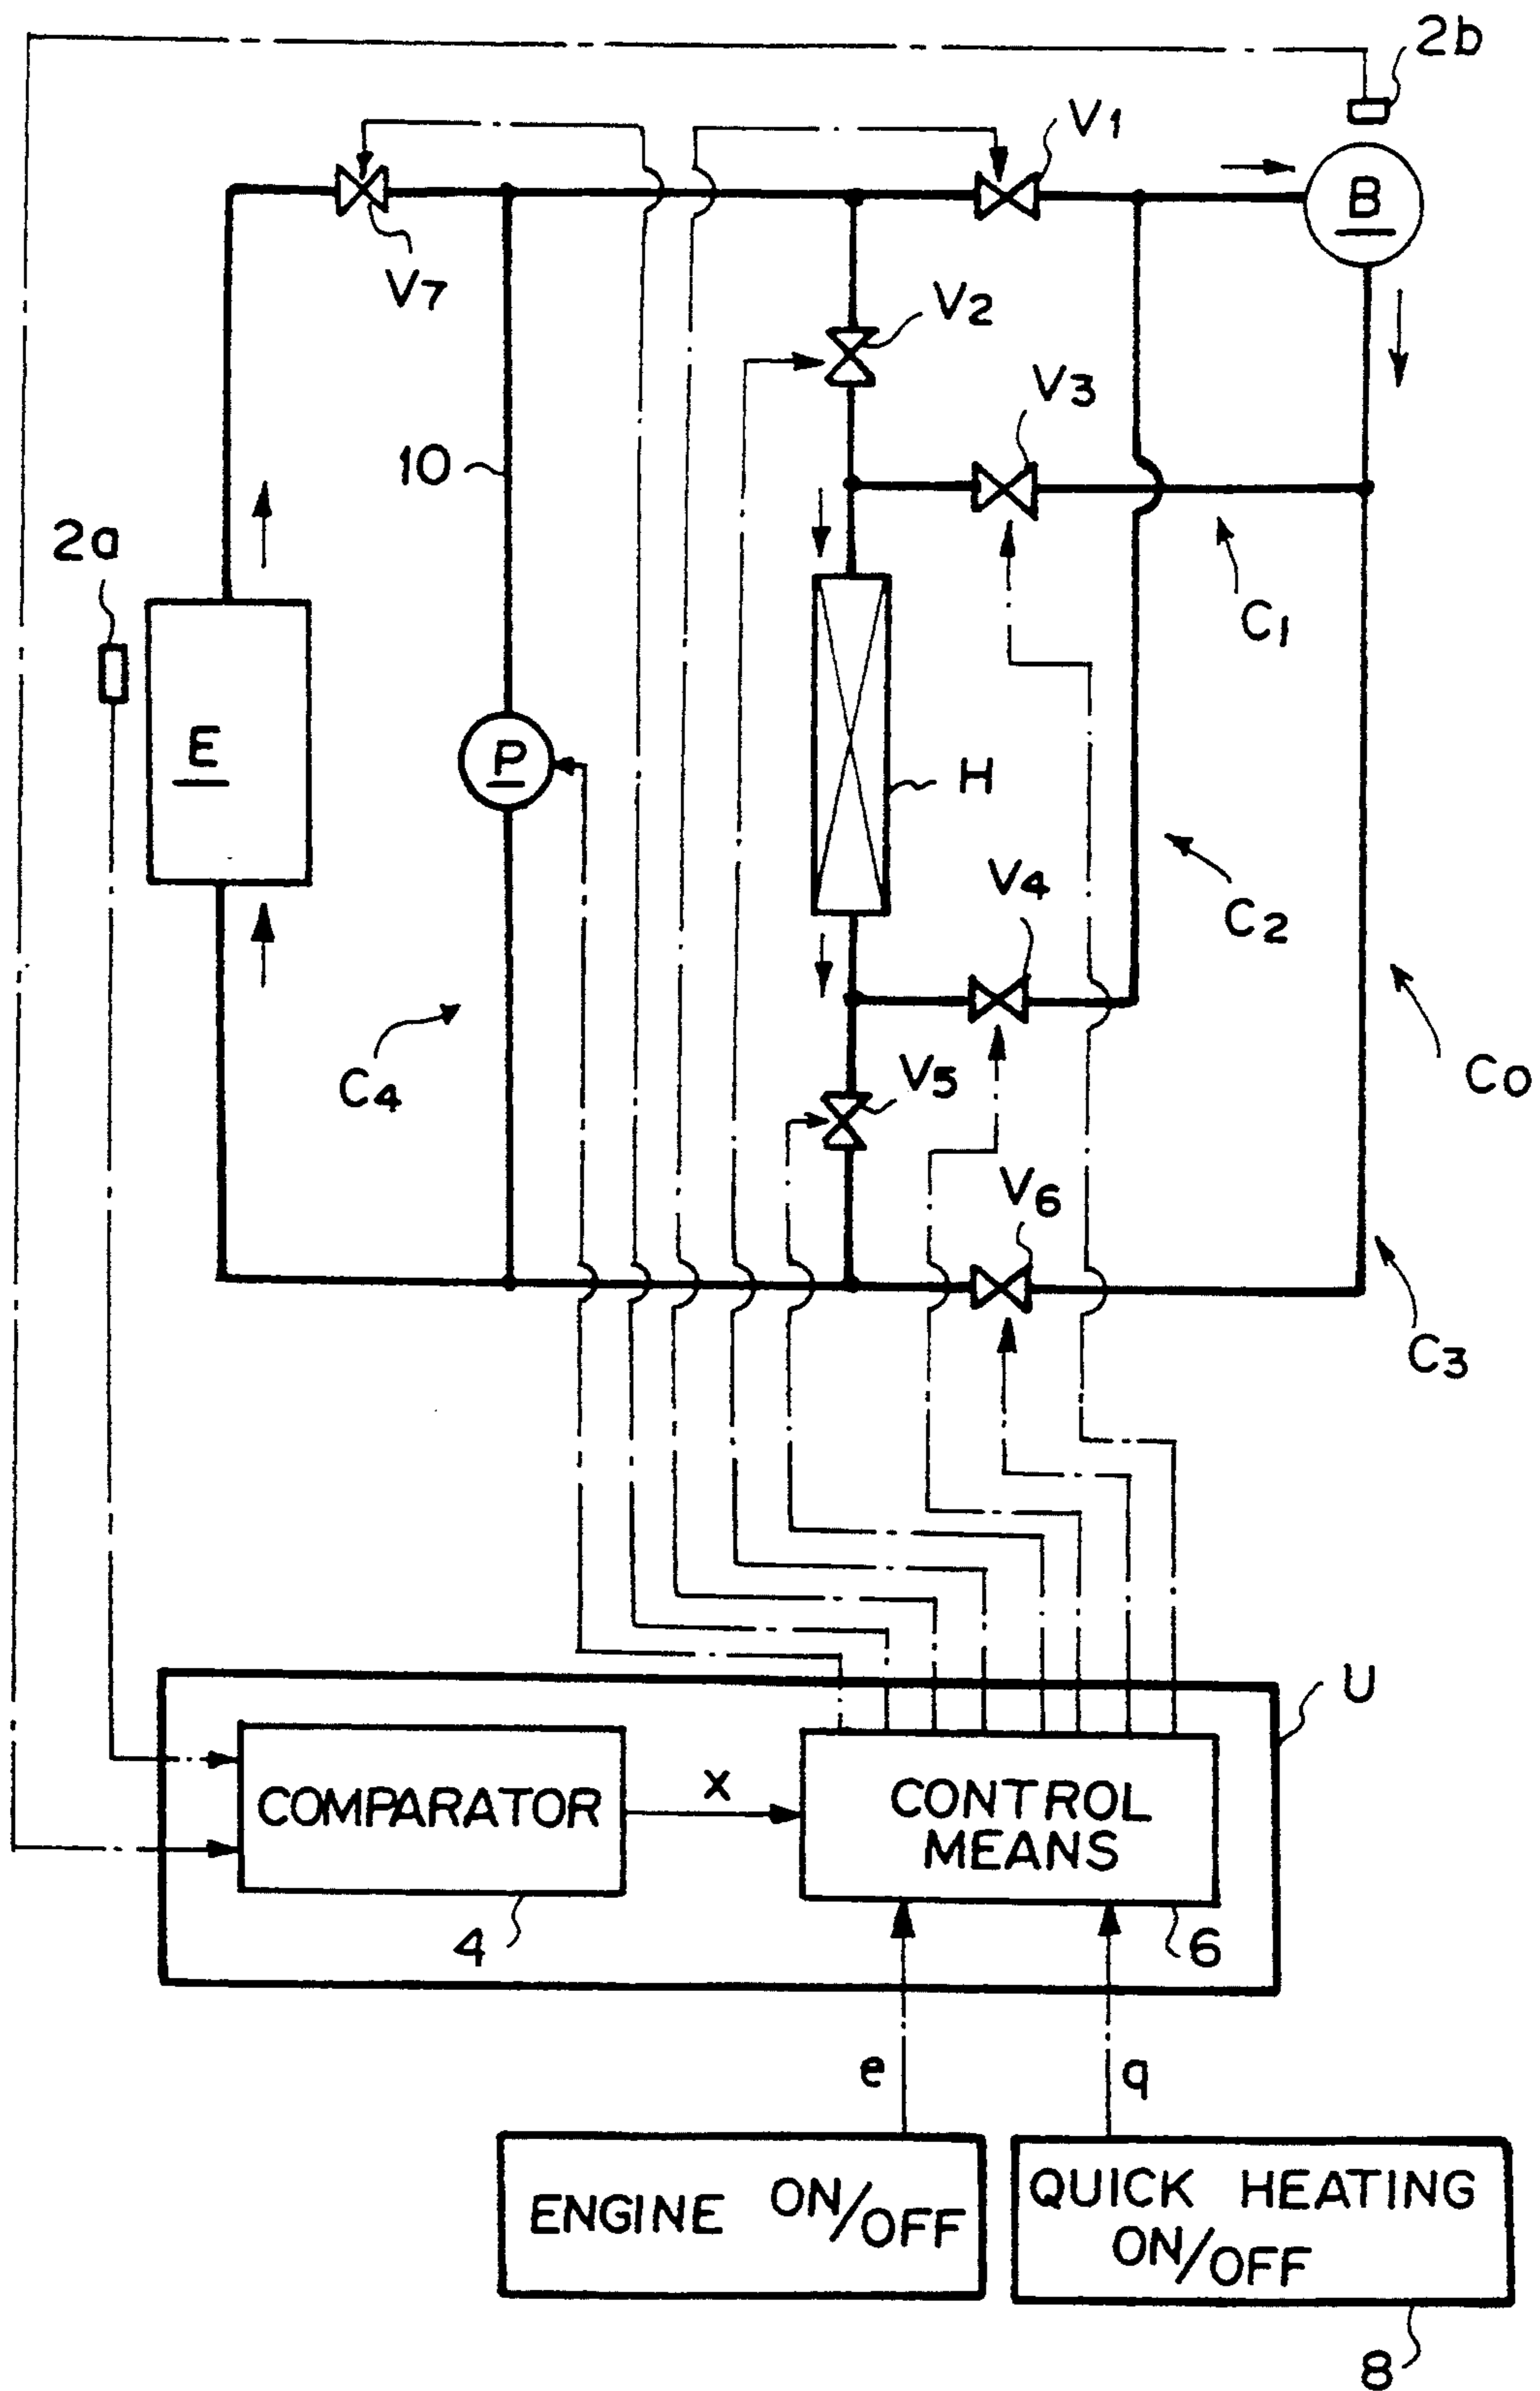 2b
V1
B
V7
V2
V3
10
2a
C1
E
P
H
V4
C2
C4
V5
C0
V6
C3
U
COMPARATOR
X
CONTROL
MEANS
4
6
e
q
ENGINE ON/OFF
QUICK HEATING
ON/OFF
8